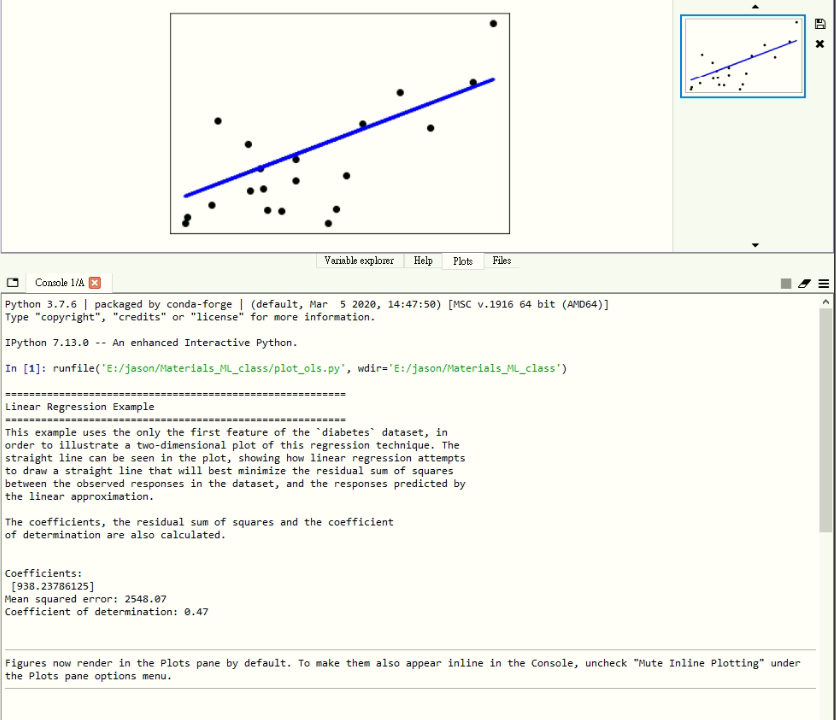 Variable explorer Help Plots Files
Console 1/A
Python 3.7.6 | packaged by conda-forge | (default, Mar  5 2020, 14:47:50) [MSC v.1916 64 bit (AMD64)]
Type "copyright", "credits" or "license" for more information.
IPython 7.13.0 -- An enhanced Interactive Python.
In [1]: runfile('E:/jason/Materials_ML_class/plot_ols.py', wdir='E:/jason/Materials_ML_class')
=========================================================
Linear Regression Example
=========================================================
This example uses the only the first feature of the `diabetes` dataset, in
order to illustrate a two-dimensional plot of this regression technique. The
straight line can be seen in the plot, showing how linear regression attempts
to draw a straight line that will best minimize the residual sum of squares
between the observed responses in the dataset, and the responses predicted by
the linear approximation.
The coefficients, the residual sum of squares and the coefficient
of determination are also calculated.
Coefficients:
[938.23786125]
Mean squared error: 2548.07
Coefficient of determination: 0.47
Figures now render in the Plots pane by default. To make them also appear inline in the Console, uncheck "Mute Inline Plotting" under
the Plots pane options menu.